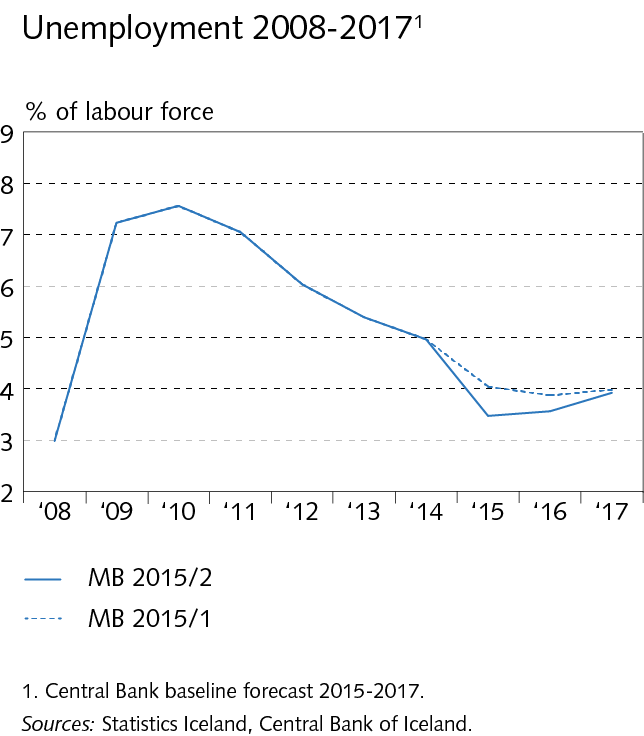 Unemployment 2008-2017¹
% of labour force
9
8
7
6
5
4
3
2
‘08 ‘09 ‘10 ‘11 ‘12 ‘13 ‘14 ‘15 ‘16 ‘17
MB 2015/2
MB 2015/1
1. Central Bank baseline forecast 2015-2017.
Sources: Statistics Iceland, Central Bank of Iceland.